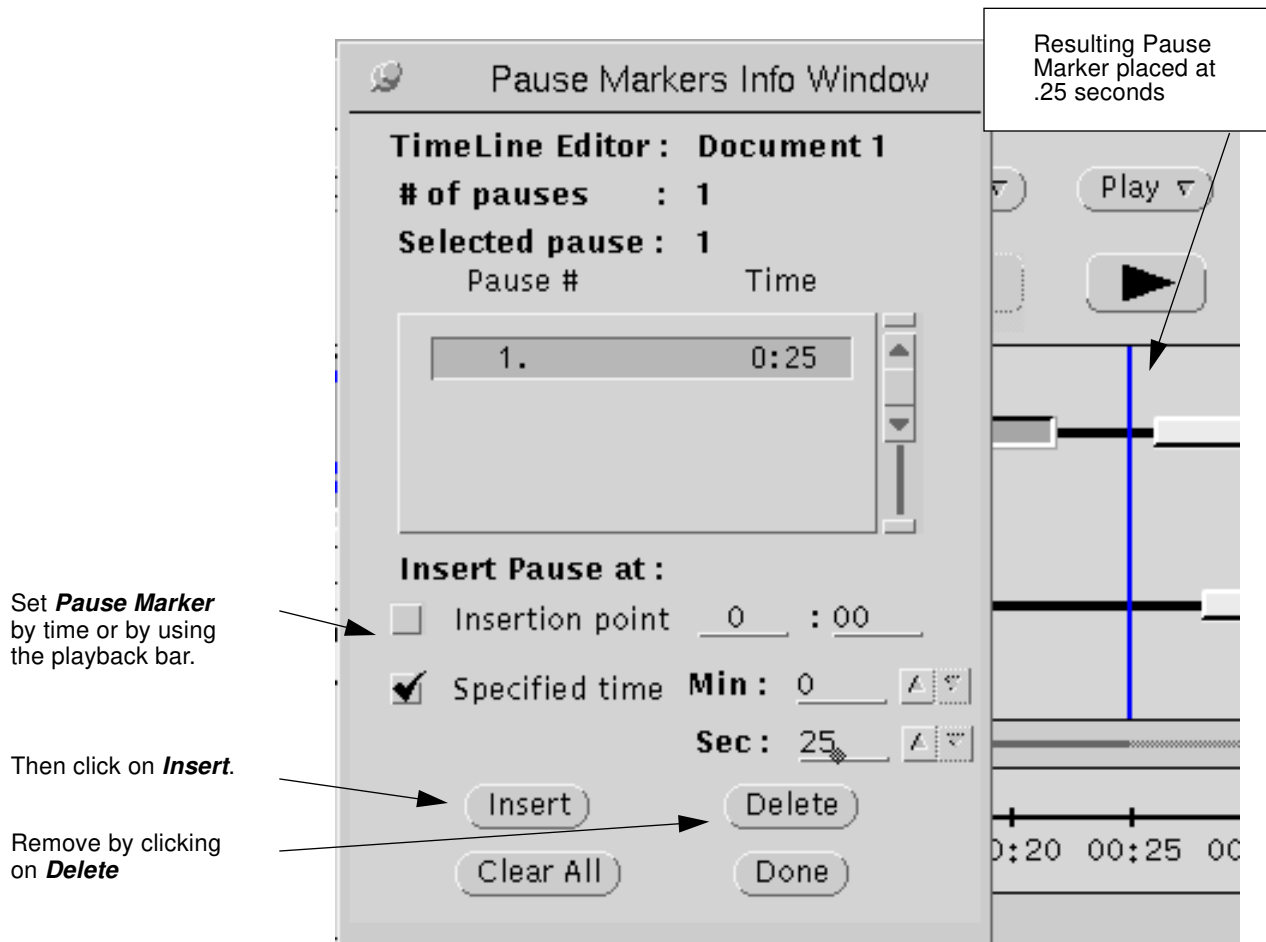 Resulting Pause
Marker placed at
.25 seconds
Pause Markers Info Window
TimeLine Editor : Document 1
# of pauses : 1
Selected pause : 1
Pause # Time
1. 0:25
Insert Pause at :
Insertion point 0 : 00
Specified time Min : 0
Sec : 25
Insert Delete
Clear All Done
Play
Set Pause Marker
by time or by using
the playback bar.
Then click on Insert.
Remove by clicking
on Delete
0:20 00:25 00